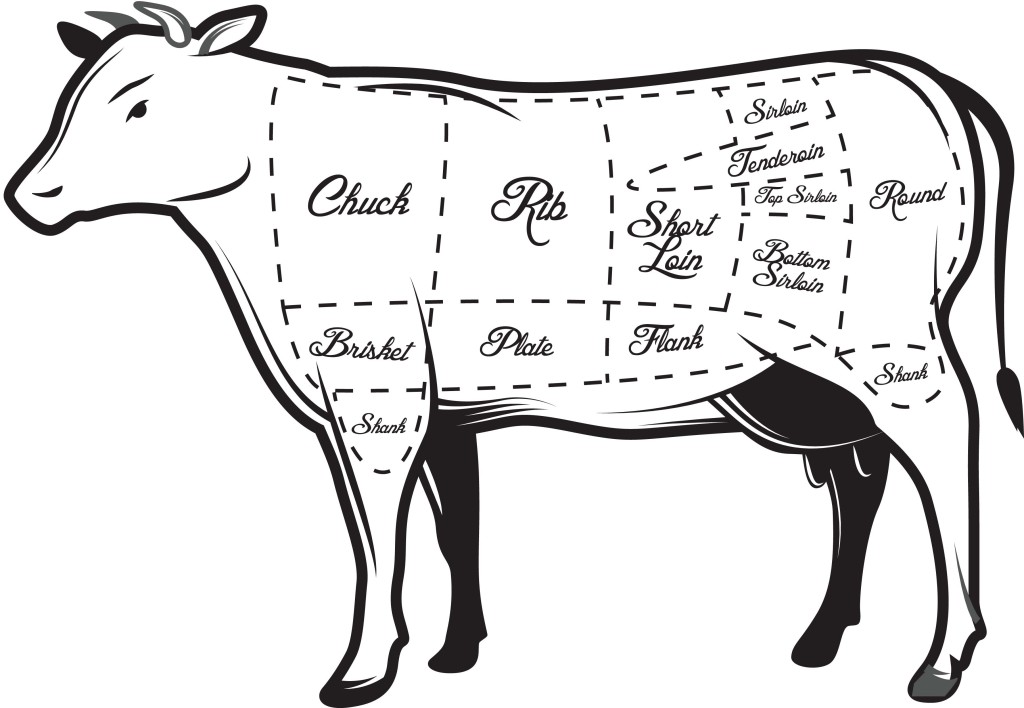 Chuck
Rib
Short
Loin
Sirloin
Tenderoin
Top Sirloin
Bottom
Sirloin
Round
Brisket
Plate
Flank
Shank
Shank